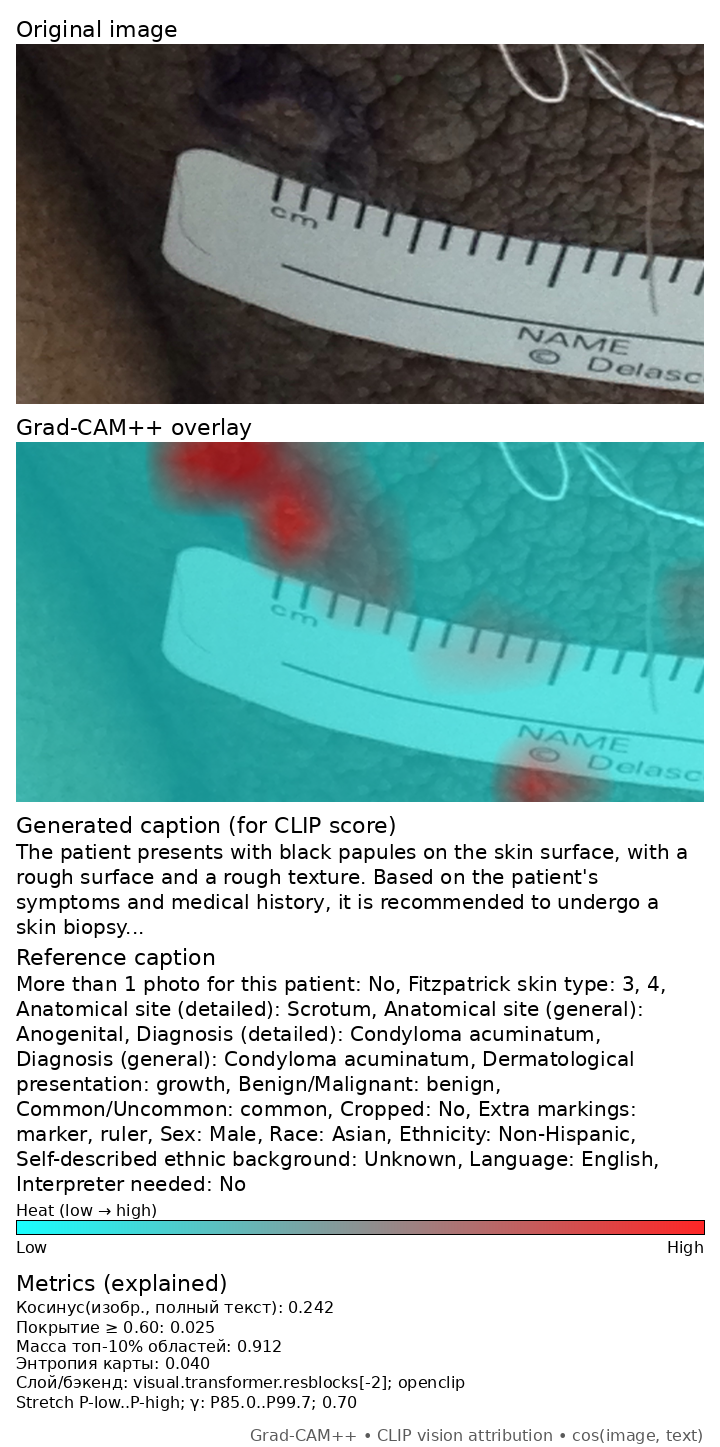 Original image
cm
NAME
© Delasc
Grad-CAM++ overlay
cm
NAME
© Delasc
Generated caption (for CLIP score)
The patient presents with black papules on the skin surface, with a
rough surface and a rough texture. Based on the patient's
symptoms and medical history, it is recommended to undergo a
skin biopsy...
Reference caption
More than 1 photo for this patient: No, Fitzpatrick skin type: 3, 4,
Anatomical site (detailed): Scrotum, Anatomical site (general):
Anogenital, Diagnosis (detailed): Condyloma acuminatum,
Diagnosis (general): Condyloma acuminatum, Dermatological
presentation: growth, Benign/Malignant: benign,
Common/Uncommon: common, Cropped: No, Extra markings:
marker, ruler, Sex: Male, Race: Asian, Ethnicity: Non-Hispanic,
Self-described ethnic background: Unknown, Language: English,
Interpreter needed: No
Heat (low → high)
Low High
Metrics (explained)
Косинус(изобр., полный текст): 0.242
Покрытие ≥ 0.60: 0.025
Масса топ-10% областей: 0.912
Энтропия карты: 0.040
Слой/бэкенд: visual.transformer.resblocks[-2]; openclip
Stretch P-low..P-high; γ: P85.0..P99.7; 0.70
Grad-CAM++ • CLIP vision attribution • cos(image, text)